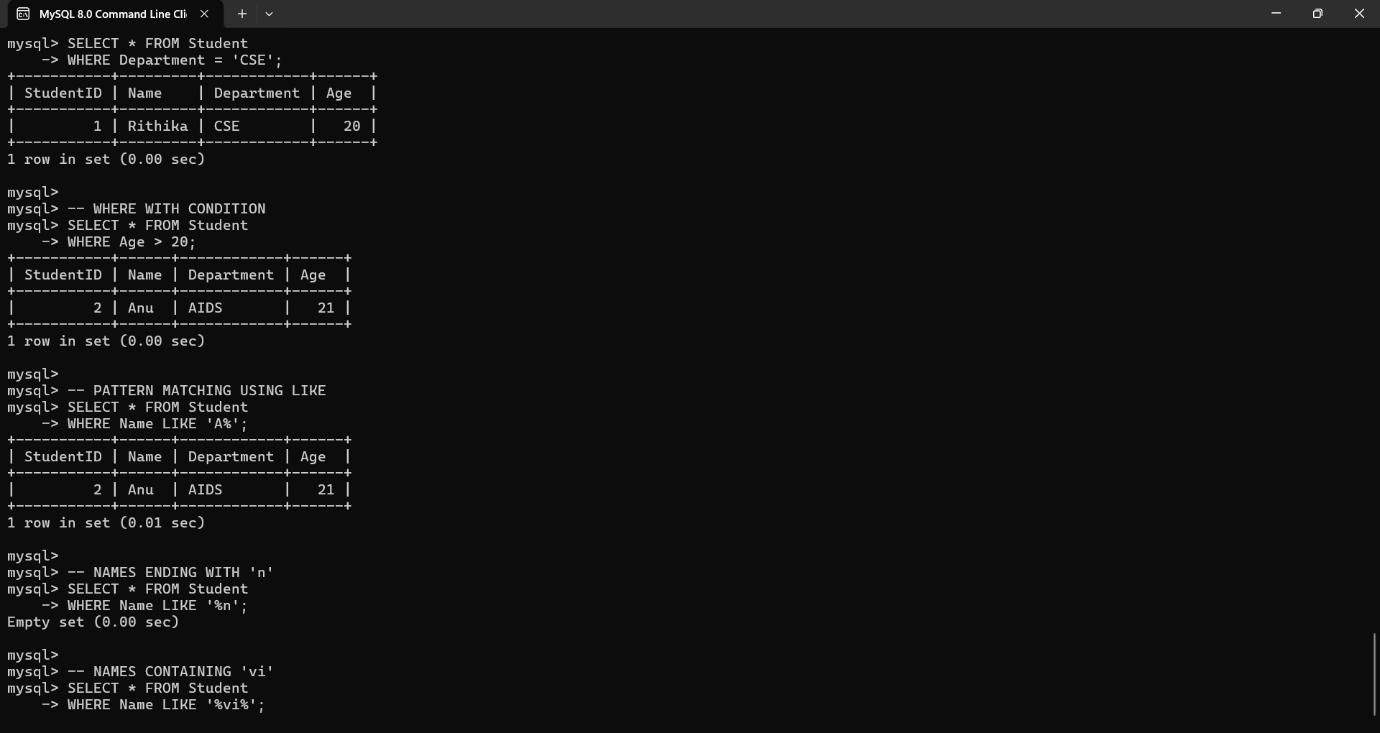 MySQL 8.0 Command Line Cli
mysql> SELECT * FROM Student
    -> WHERE Department = 'CSE';
+-----------+---------+------------+------+
| StudentID | Name    | Department | Age  |
+-----------+---------+------------+------+
|         1 | Rithika | CSE        |   20 |
+-----------+---------+------------+------+
1 row in set (0.00 sec)

mysql>
mysql> -- WHERE WITH CONDITION
mysql> SELECT * FROM Student
    -> WHERE Age > 20;
+-----------+------+------------+------+
| StudentID | Name | Department | Age  |
+-----------+------+------------+------+
|         2 | Anu  | AIDS       |   21 |
+-----------+------+------------+------+
1 row in set (0.00 sec)

mysql>
mysql> -- PATTERN MATCHING USING LIKE
mysql> SELECT * FROM Student
    -> WHERE Name LIKE 'A%';
+-----------+------+------------+------+
| StudentID | Name | Department | Age  |
+-----------+------+------------+------+
|         2 | Anu  | AIDS       |   21 |
+-----------+------+------------+------+
1 row in set (0.01 sec)

mysql>
mysql> -- NAMES ENDING WITH 'n'
mysql> SELECT * FROM Student
    -> WHERE Name LIKE '%n';
Empty set (0.00 sec)

mysql>
mysql> -- NAMES CONTAINING 'vi'
mysql> SELECT * FROM Student
    -> WHERE Name LIKE '%vi%';